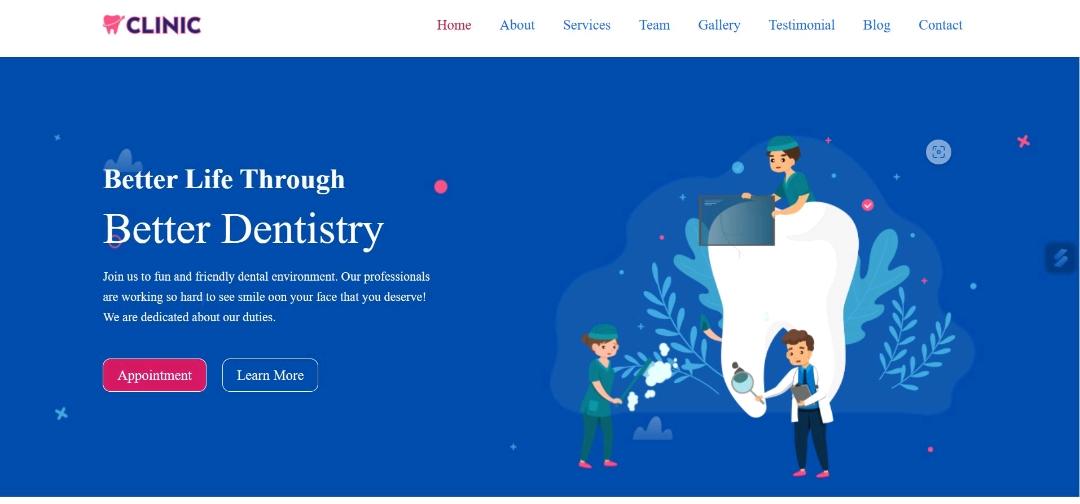 CLINIC
Home About Services Team Gallery Testimonial Blog Contact
Better Life Through
Better Dentistry
Join us to fun and friendly dental environment. Our professionals
are working so hard to see smile oon your face that you deserve!
We are dedicated about our duties.
Appointment Learn More